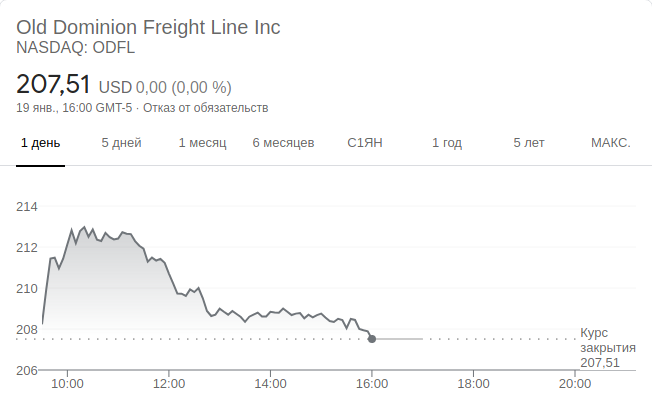 Old Dominion Freight Line Inc
NASDAQ: ODFL
207,51 USD 0,00 (0,00 %)
19 янв., 16:00 GMT-5 · Отказ от обязательств
1 день 5 дней 1 месяц 6 месяцев С1ЯН 1 год 5 лет МАКС.
214
212
210
208
206
Курс
закрытия
207,51
10:00 12:00 14:00 16:00 18:00 20:00